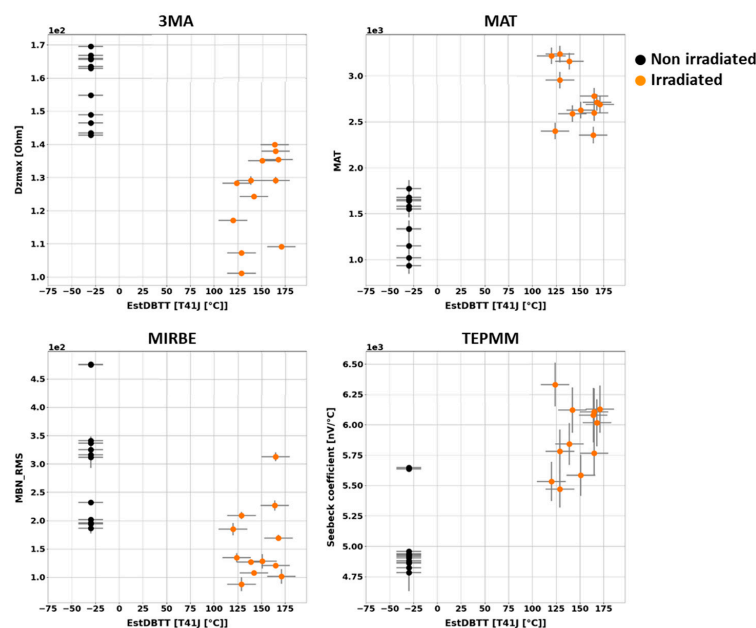 3MA
1.1e2
1.7
1.6
1.5
1.4
1.3
1.2
1.1
1.0
Dzmax [Ohm]
−75 −50 −25 0 25 50 75 100 125 150 175
EstDBTT [T41J [°C]]
MAT
1e3
3.0
2.5
2.0
1.5
1.0
MAT
−75 −50 −25 0 25 50 75 100 125 150 175
EstDBTT [T41J [°C]]
Non irradiated
Irradiated
MIRBE
1e2
4.5
4.0
3.5
3.0
2.5
2.0
1.5
1.0
MBN_RMS
−75 −50 −25 0 25 50 75 100 125 150 175
EstDBTT [T41J [°C]]
TEPMM
1e3
6.50
6.25
6.00
5.75
5.50
5.25
5.00
4.75
Seebeck coefficient [nV/°C]
−75 −50 −25 0 25 50 75 100 125 150 175
EstDBTT [T41J [°C]]